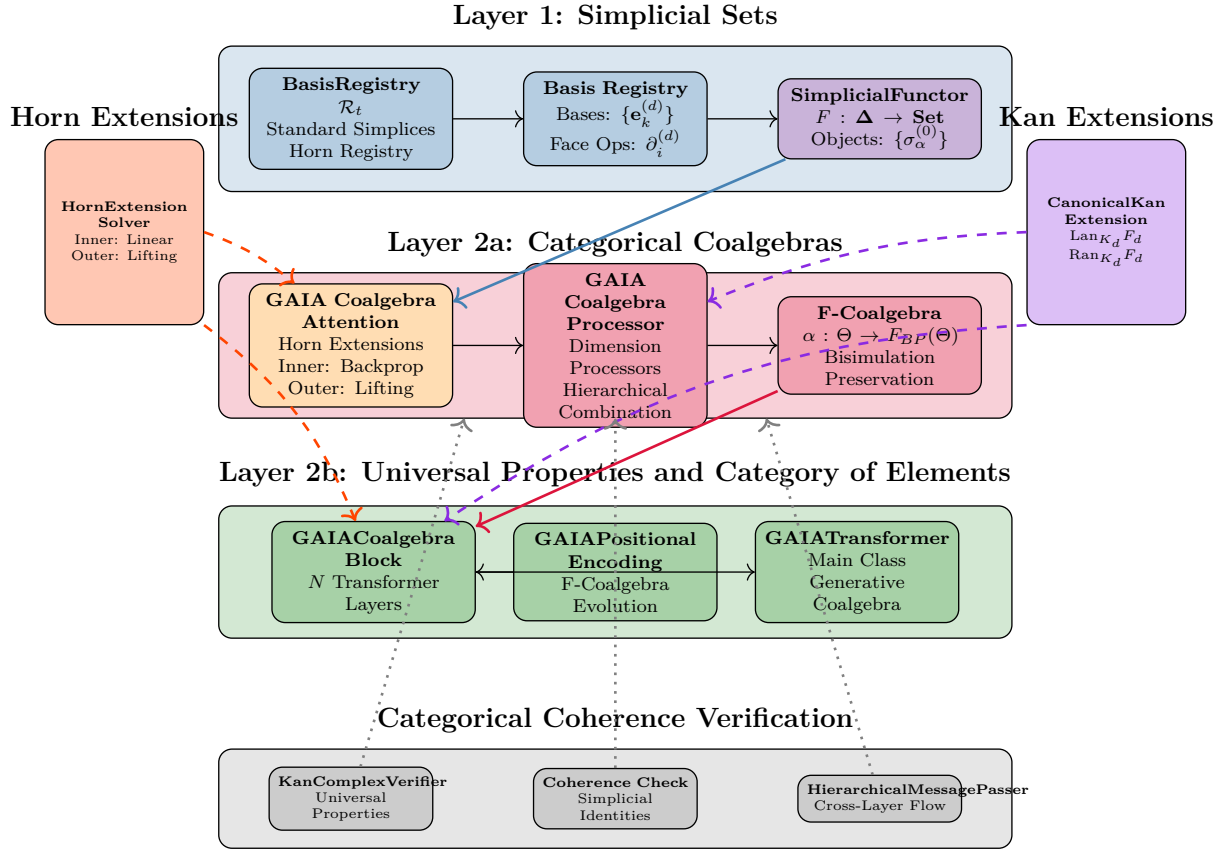 Layer 1: Simplicial Sets
BasisRegistry
𝓡ₜ
Standard Simplices
Horn Registry
Basis Registry
Bases: {𝐞ₖ⁽ᵈ⁾}
Face Ops: ∂ᵢ⁽ᵈ⁾
SimplicialFunctor
F : Δ → Set
Objects: {σ_α⁽⁰⁾}
Horn Extensions
HornExtension
Solver
Inner: Linear
Outer: Lifting
Kan Extensions
CanonicalKan
Extension
Lan_{K_d} F_d
Ran_{K_d} F_d
Layer 2a: Categorical Coalgebras
GAIA Coalgebra
Attention
Horn Extensions
Inner: Backprop
Outer: Lifting
GAIA
Coalgebra
Processor
Dimension
Processors
Hierarchical
Combination
F-Coalgebra
α : Θ → F_{BP}(Θ)
Bisimulation
Preservation
Layer 2b: Universal Properties and Category of Elements
GAIACoalgebra
Block
N Transformer
Layers
GAIAPositional
Encoding
F-Coalgebra
Evolution
GAIATransformer
Main Class
Generative
Coalgebra
Categorical Coherence Verification
KanComplexVerifier
Universal
Properties
Coherence Check
Simplicial
Identities
HierarchicalMessagePasser
Cross-Layer Flow